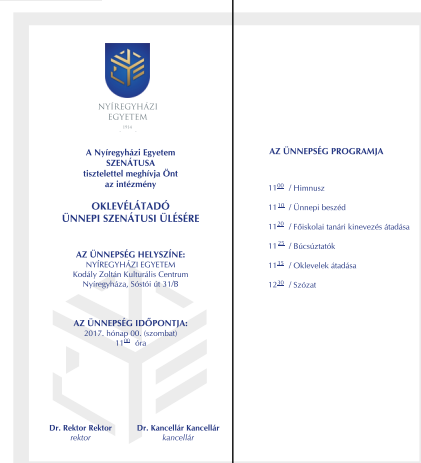 NYÍREGYHÁZI
EGYETEM
1914
A Nyíregyházi Egyetem
SZENÁTUSA
tisztelettel meghívja Önt
az intézmény
OKLEVÉLÁTADÓ
ÜNNEPI SZENÁTUSI ÜLÉSÉRE
AZ ÜNNEPSÉG HELYSZÍNE:
NYÍREGYHÁZI EGYETEM
Kodály Zoltán Kulturális Centrum
Nyíregyháza, Sóstói út 31/B
AZ ÜNNEPSÉG IDŐPONTJA:
2017. hónap 00. (szombat)
11⁰⁰ óra
Dr. Rektor Rektor
rektor
Dr. Kancellár Kancellár
kancellár
AZ ÜNNEPSÉG PROGRAMJA
11⁰⁰ / Himnusz
11¹⁰ / Ünnepi beszéd
11²⁰ / Főiskolai tanári kinevezés átadása
11²⁵ / Búcsúztatók
11³⁵ / Oklevelek átadása
12³⁰ / Szózat